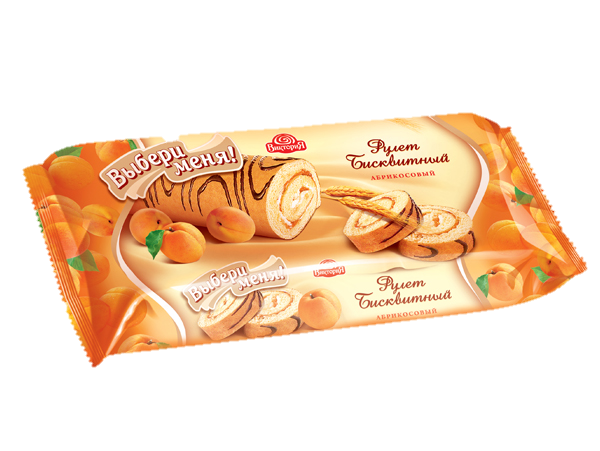 Выбери
меня!
Виктория
Рулет
Бисквитный
АБРИКОСОВЫЙ
Выбери
меня!
Виктория
Рулет
Бисквитный
АБРИКОСОВЫЙ